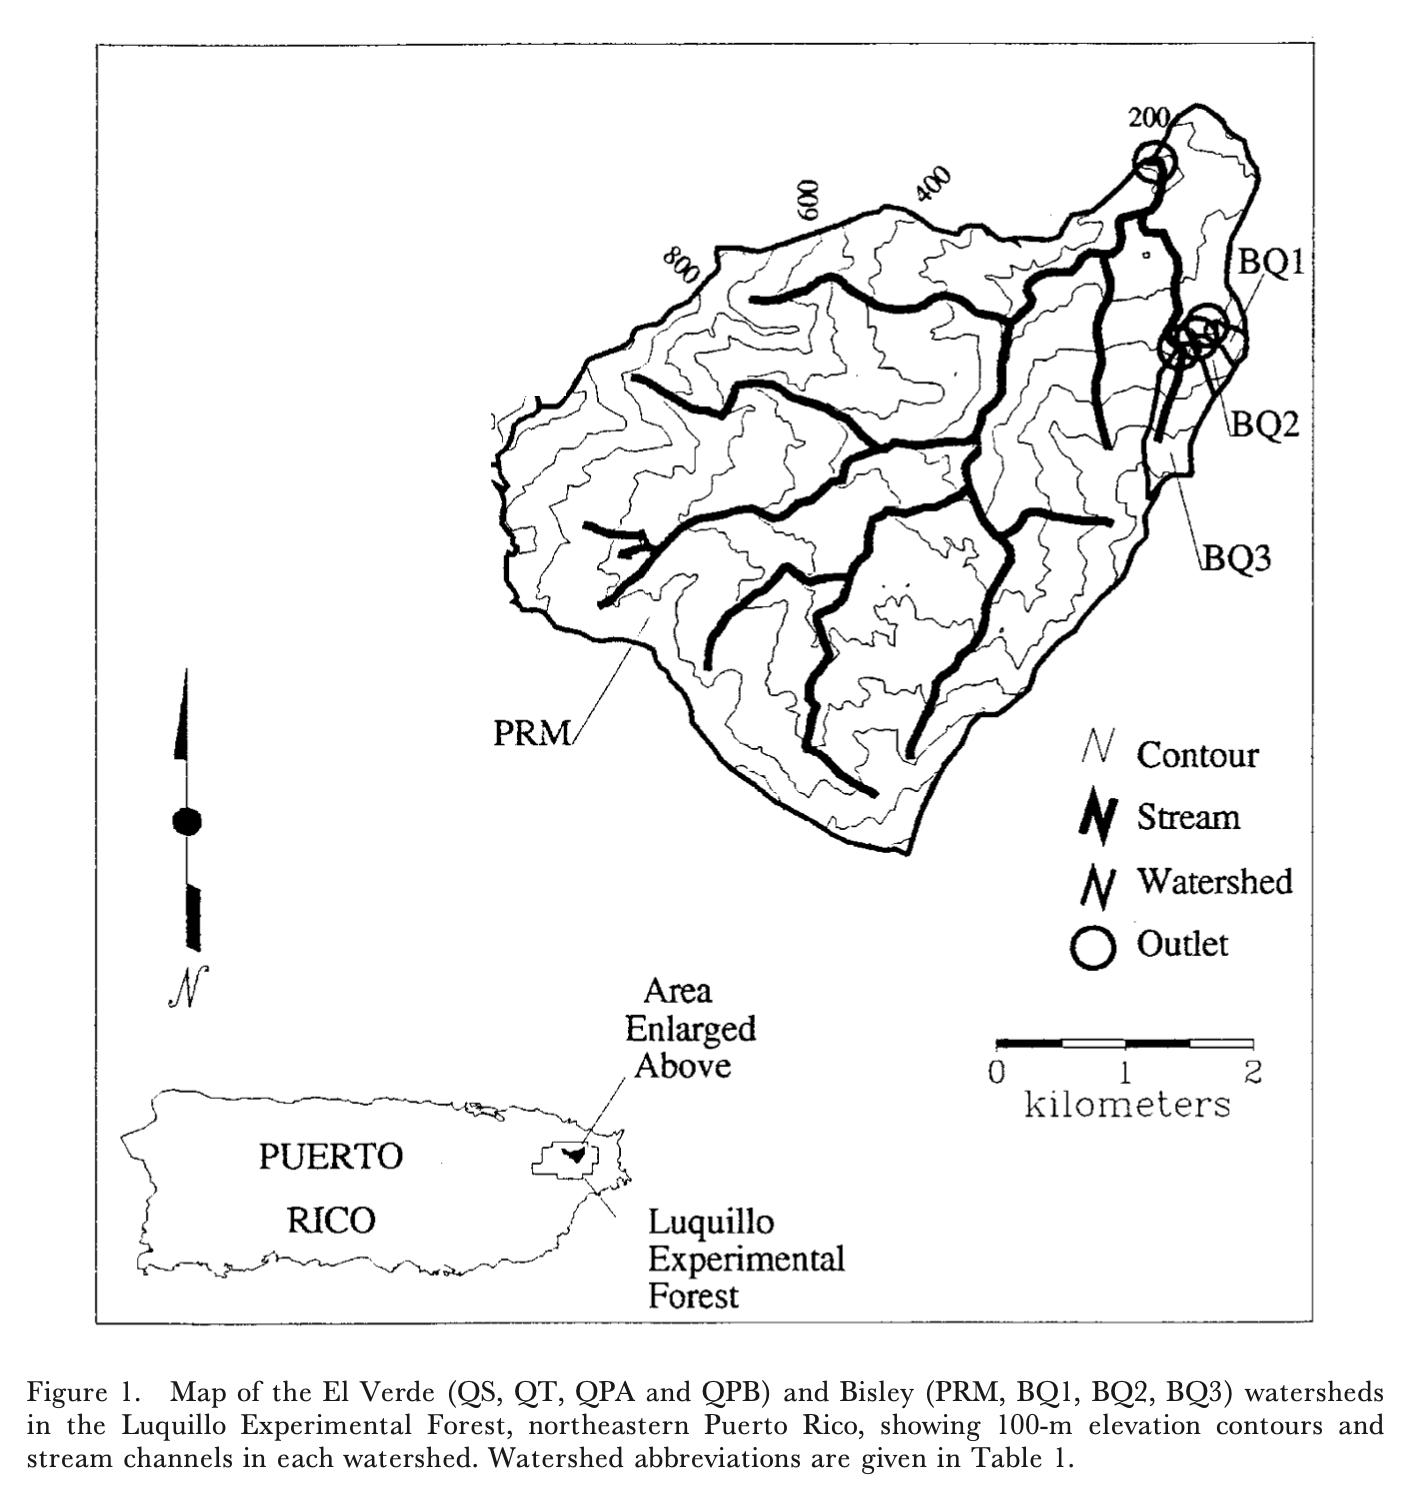 200
400
600
800
BQ1
BQ2
BQ3
PRM
Contour
Stream
Watershed
Outlet
N
0 1 2
kilometers
Area
Enlarged
Above
PUERTO
RICO
Luquillo
Experimental
Forest
Figure 1. Map of the El Verde (QS, QT, QPA and QPB) and Bisley (PRM, BQ1, BQ2, BQ3) watersheds
in the Luquillo Experimental Forest, northeastern Puerto Rico, showing 100-m elevation contours and
stream channels in each watershed. Watershed abbreviations are given in Table 1.